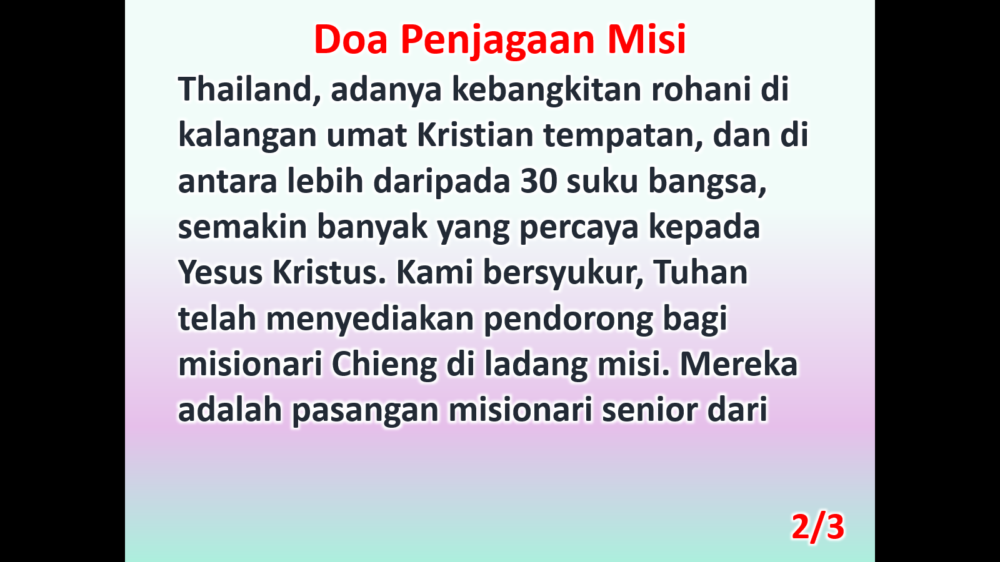 Doa Penjagaan Misi
Thailand, adanya kebangkitan rohani di
kalangan umat Kristian tempatan, dan di
antara lebih daripada 30 suku bangsa,
semakin banyak yang percaya kepada
Yesus Kristus. Kami bersyukur, Tuhan
telah menyediakan pendorong bagi
misionari Chieng di ladang misi. Mereka
adalah pasangan misionari senior dari
2/3